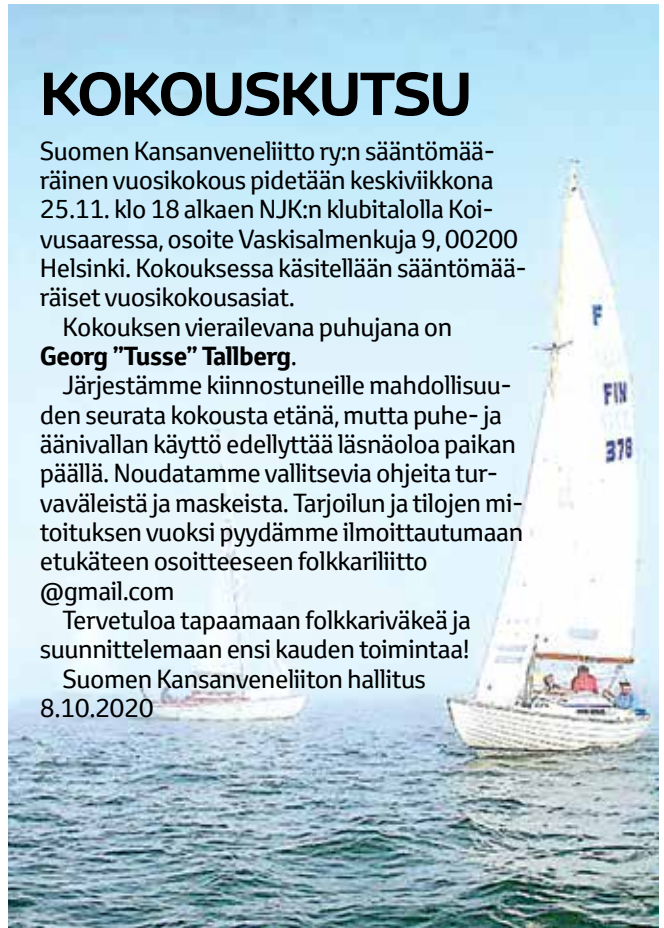 KOKOUSKUTSU
Suomen Kansanveneliitto ry:n sääntömää-
räinen vuosikokous pidetään keskiviikkona
25.11. klo 18 alkaen NJK:n klubitalolla Koi-
vusaaressa, osoite Vaskisalmenkuja 9, 00200
Helsinki. Kokouksessa käsitellään sääntömää-
räiset vuosikokousasiat.
Kokouksen vierailevana puhujana on
Georg ”Tusse” Tallberg.
Järjestämme kiinnostuneille mahdollisuu-
den seurata kokousta etänä, mutta puhe- ja
äänivallan käyttö edellyttää läsnäoloa paikan
päällä. Noudatamme vallitsevia ohjeita tur-
vaväleistä ja maskeista. Tarjoilun ja tilojen mi-
toituksen vuoksi pyydämme ilmoittautumaan
etukäteen osoitteeseen folkkariliitto
@gmail.com
Tervetuloa tapaamaan folkkariväkeä ja
suunnittelemaan ensi kauden toimintaa!
Suomen Kansanveneliiton hallitus
8.10.2020
F
FIN